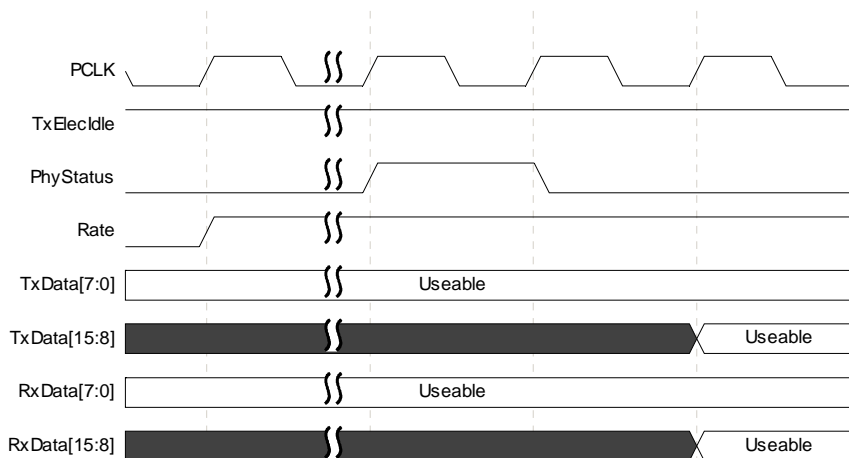 PCLK
TxElecIdle
PhyStatus
Rate
TxData[7:0] Useable
TxData[15:8] Useable
RxData[7:0] Useable
RxData[15:8] Useable